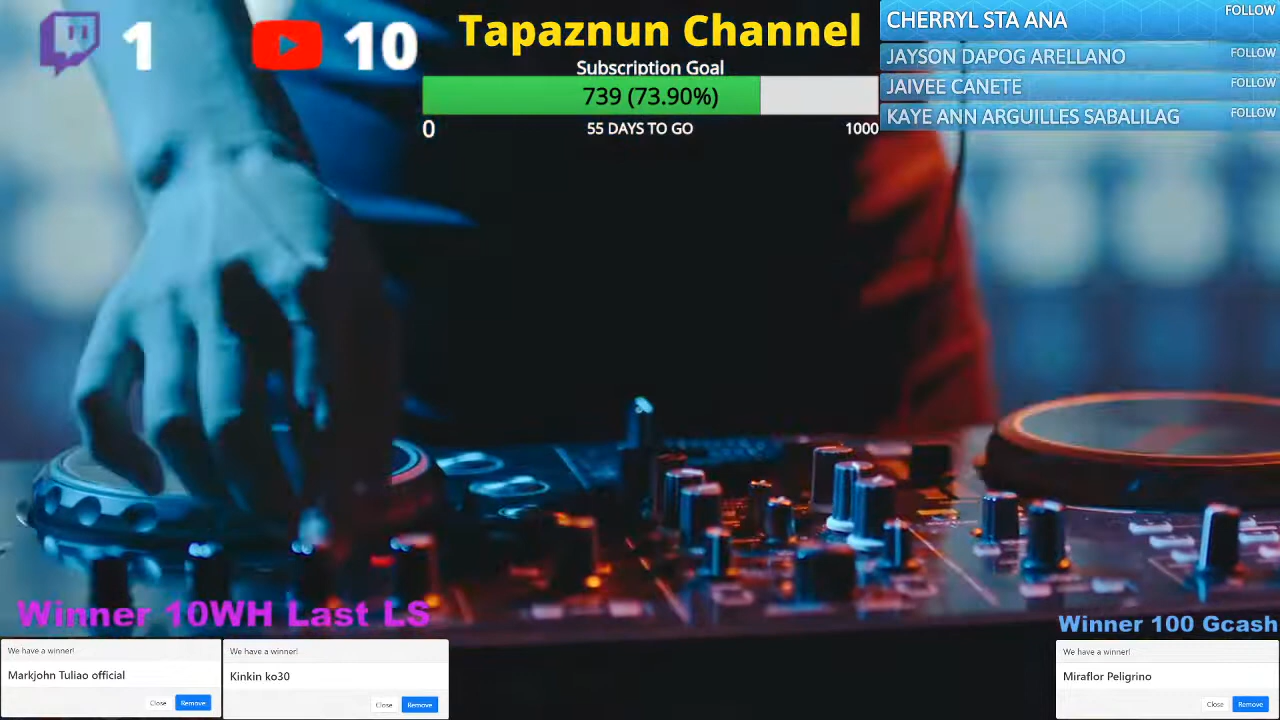 1
10
Tapaznun Channel
Subscription Goal
739 (73.90%)
0
55 DAYS TO GO
1000
CHERRYL STA ANA
FOLLOW
JAYSON DAPOG ARELLANO
FOLLOW
JAIVEE CANETE
FOLLOW
KAYE ANN ARGUILLES SABALILAG
FOLLOW
Winner 10WH Last LS
We have a winner!
Markjohn Tuliao official
Close
Remove
We have a winner!
Kinkin ko30
Close
Remove
Winner 100 Gcash
We have a winner!
Miraflor Peligrino
Close
Remove